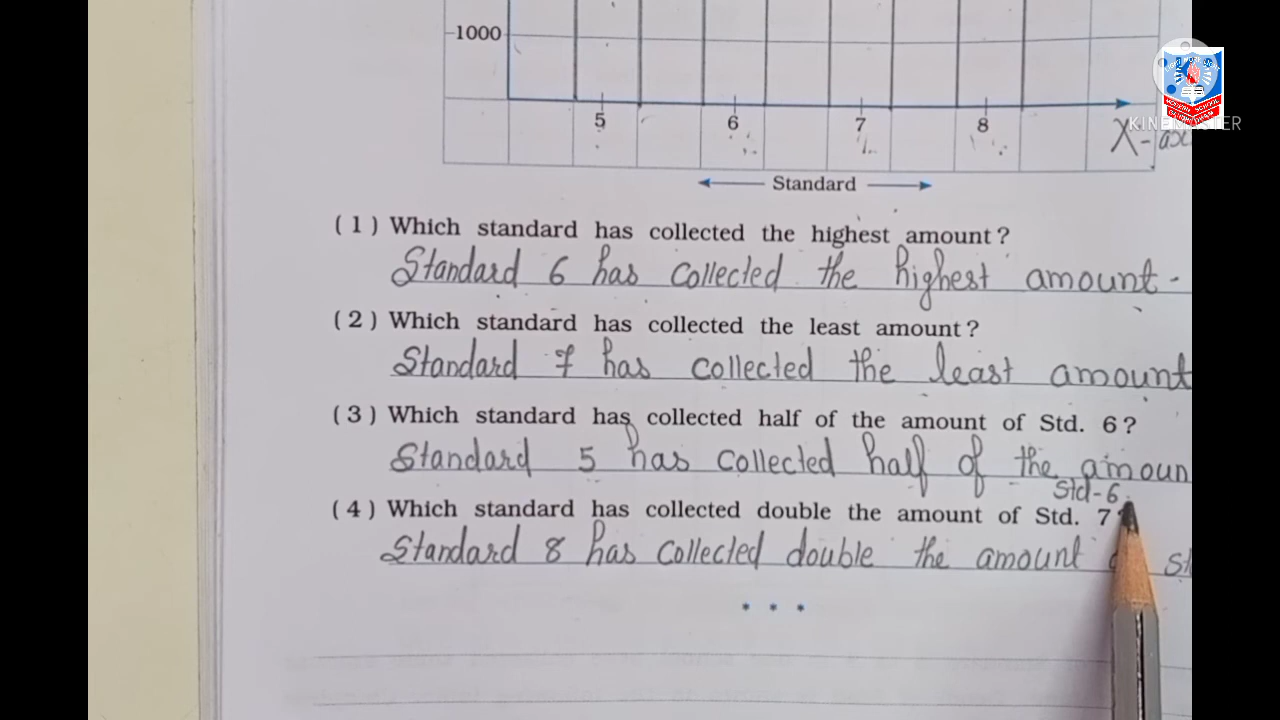 1000
5 6 7 8
KINEMASTER
X-
Standard
( 1 ) Which standard has collected the highest amount ?
Standard 6 has collected the highest amount.
( 2 ) Which standard has collected the least amount ?
Standard 7 has collected the least amount
( 3 ) Which standard has collected half of the amount of Std. 6 ?
Standard 5 has collected half of the amoun
Std-6.
( 4 ) Which standard has collected double the amount of Std. 7
Standard 8 has collected double the amount